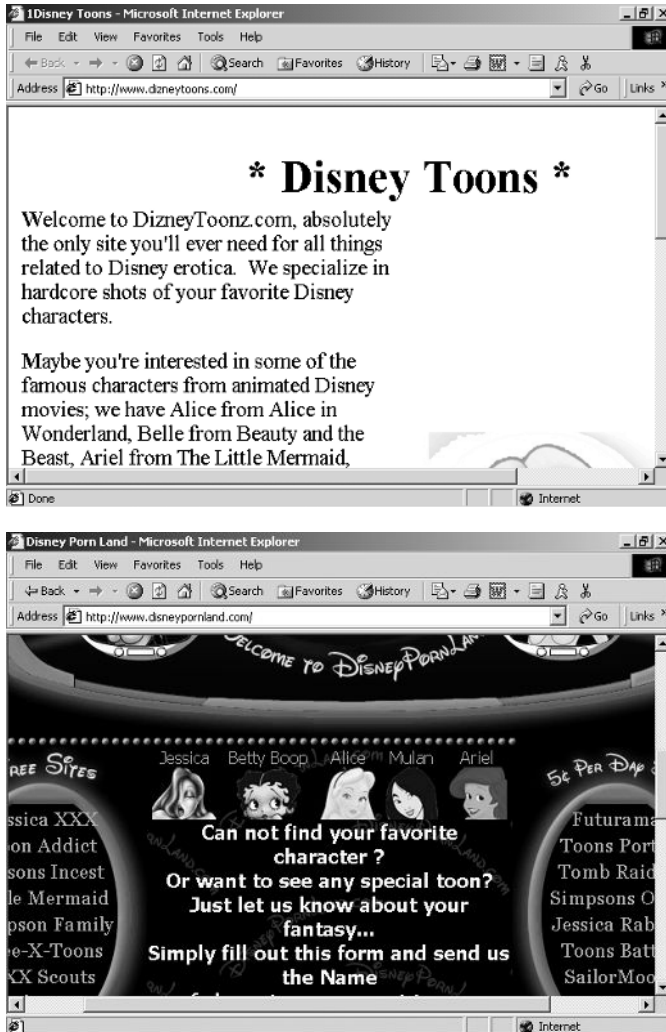 1Disney Toons - Microsoft Internet Explorer
File Edit View Favorites Tools Help
Back Search Favorites History
Address http://www.dizneytoons.com/ Go Links
* Disney Toons *
Welcome to DizneyToonz.com, absolutely
the only site you'll ever need for all things
related to Disney erotica. We specialize in
hardcore shots of your favorite Disney
characters.
Maybe you're interested in some of the
famous characters from animated Disney
movies; we have Alice from Alice in
Wonderland, Belle from Beauty and the
Beast, Ariel from The Little Mermaid,
Done Internet
Disney Porn Land - Microsoft Internet Explorer
File Edit View Favorites Tools Help
Back Search Favorites History
Address http://www.disneypornland.com/ Go Links
Welcome to DisneyPornLand
ree Sites
ssica XXX
on Addict
sons Incest
le Mermaid
pson Family
e-X-Toons
XX Scouts
Jessica Betty Boop Alice Mulan Ariel
Can not find your favorite
character ?
Or want to see any special toon?
Just let us know about your
fantasy...
Simply fill out this form and send us
the Name
5¢ Per Day
Futurama
Toons Port
Tomb Raid
Simpsons O
Jessica Rab
Toons Batt
SailorMoo
Internet